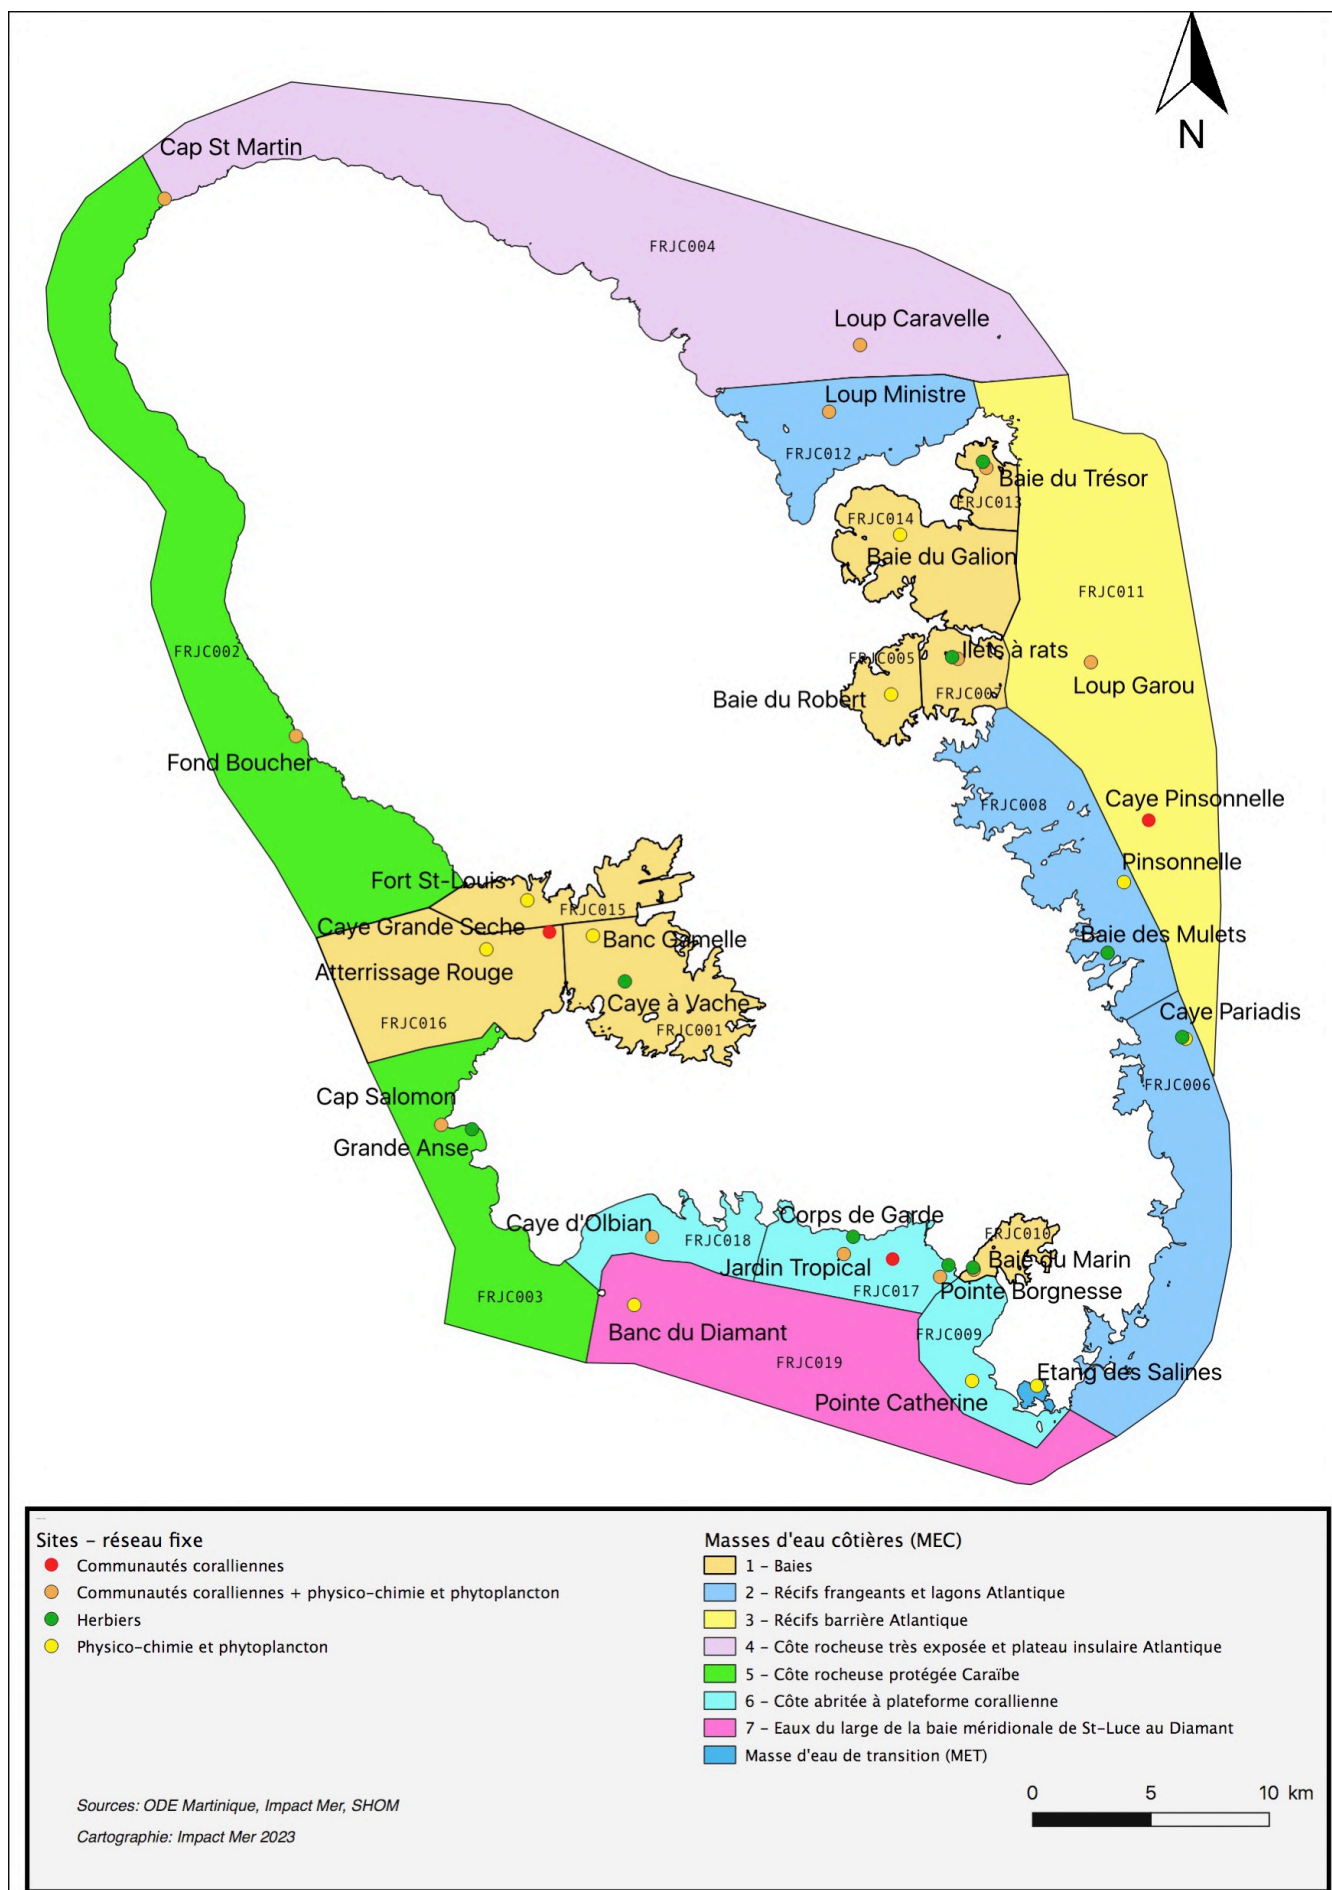 N
Cap St Martin
FRJC004
Loup Caravelle
Loup Ministre
FRJC012
Baie du Trésor
FRJC013
FRJC014
Baie du Galion
FRJC011
FRJC002
Ilets à rats
FRJC005
Loup Garou
FRJC007
Baie du Robert
Fond Boucher
Caye Pinsonnelle
FRJC008
Pinsonnelle
Fort St-Louis
FRJC015
Caye Grande Seche
Banc Gamelle
Baie des Mulets
Atterrissage Rouge
Caye à Vache
Caye Pariadis
FRJC016
FRJC001
FRJC006
Cap Salomon
Grande Anse
Corps de Garde
Caye d'Olbian
FRJC018
FRJC010
Jardin Tropical
Baie du Marin
FRJC017
Pointe Borgnesse
FRJC003
Banc du Diamant
FRJC009
FRJC019
Etang des Salines
Pointe Catherine
Sites – réseau fixe
Communautés coralliennes
Communautés coralliennes + physico-chimie et phytoplancton
Herbiers
Physico-chimie et phytoplancton
Masses d'eau côtières (MEC)
1 – Baies
2 – Récifs frangeants et lagons Atlantique
3 – Récifs barrière Atlantique
4 – Côte rocheuse très exposée et plateau insulaire Atlantique
5 – Côte rocheuse protégée Caraïbe
6 – Côte abritée à plateforme corallienne
7 – Eaux du large de la baie méridionale de St-Luce au Diamant
Masse d'eau de transition (MET)
0 5 10 km
Sources: ODE Martinique, Impact Mer, SHOM
Cartographie: Impact Mer 2023